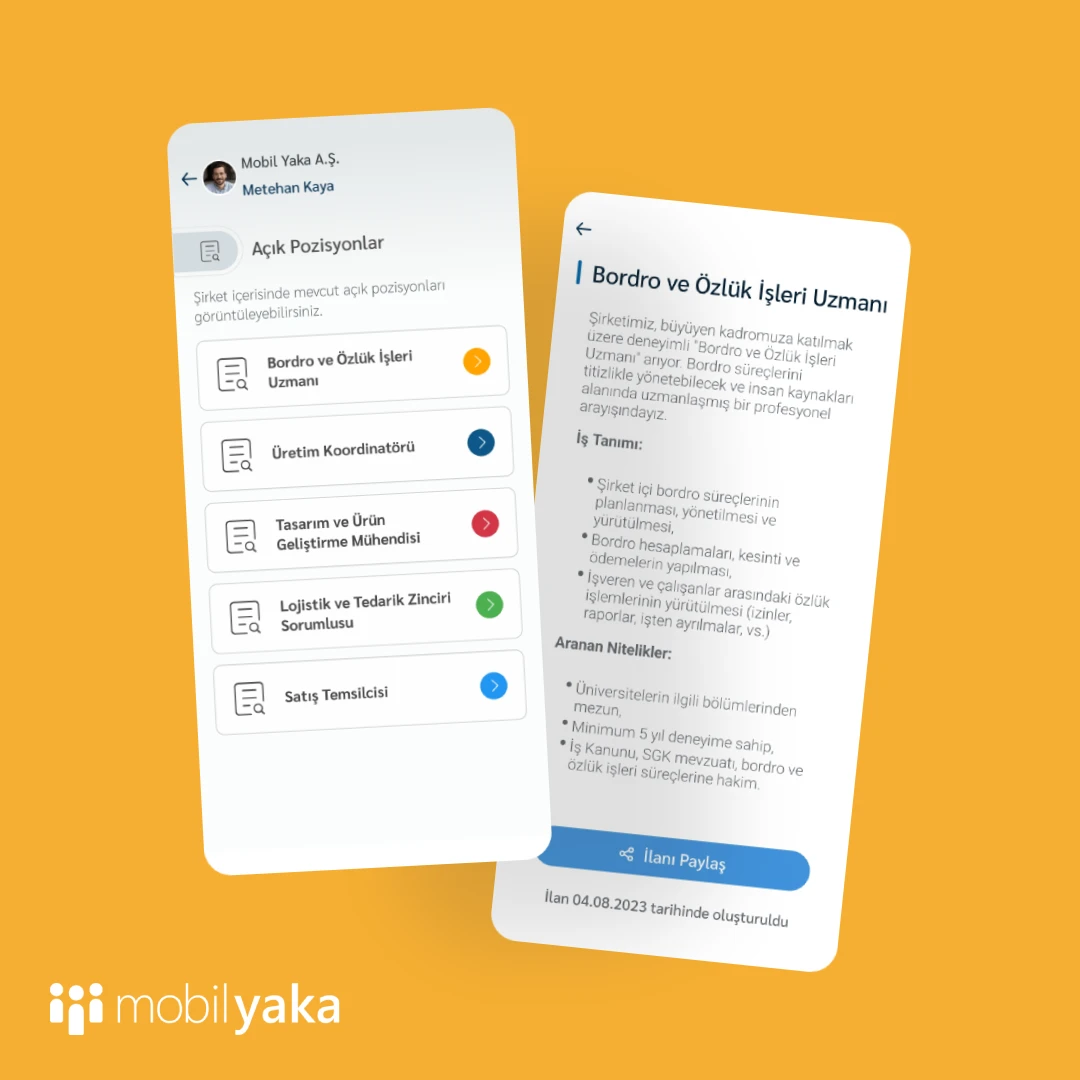 Mobil Yaka A.Ş.
Metehan Kaya
Açık Pozisyonlar
Şirket içerisinde mevcut açık pozisyonları
görüntüleyebilirsiniz.
Bordro ve Özlük İşleri
Uzmanı
Üretim Koordinatörü
Tasarım ve Ürün
Geliştirme Mühendisi
Lojistik ve Tedarik Zinciri
Sorumlusu
Satış Temsilcisi
Bordro ve Özlük İşleri Uzmanı
Şirketimiz, büyüyen kadromuza katılmak
üzere deneyimli "Bordro ve Özlük İşleri
Uzmanı" arıyor. Bordro süreçlerini
titizlikle yönetebilecek ve insan kaynakları
alanında uzmanlaşmış bir profesyonel
arayışındayız.
İş Tanımı:
• Şirket içi bordro süreçlerinin
planlanması, yönetilmesi ve
yürütülmesi,
• Bordro hesaplamaları, kesinti ve
ödemelerin yapılması,
• İşveren ve çalışanlar arasındaki özlük
işlemlerinin yürütülmesi (izinler,
raporlar, işten ayrılmalar, vs.)
Aranan Nitelikler:
• Üniversitelerin ilgili bölümlerinden
mezun,
• Minimum 5 yıl deneyime sahip,
• İş Kanunu, SGK mevzuatı, bordro ve
özlük işleri süreçlerine hakim.
İlanı Paylaş
İlan 04.08.2023 tarihinde oluşturuldu
mobilyaka